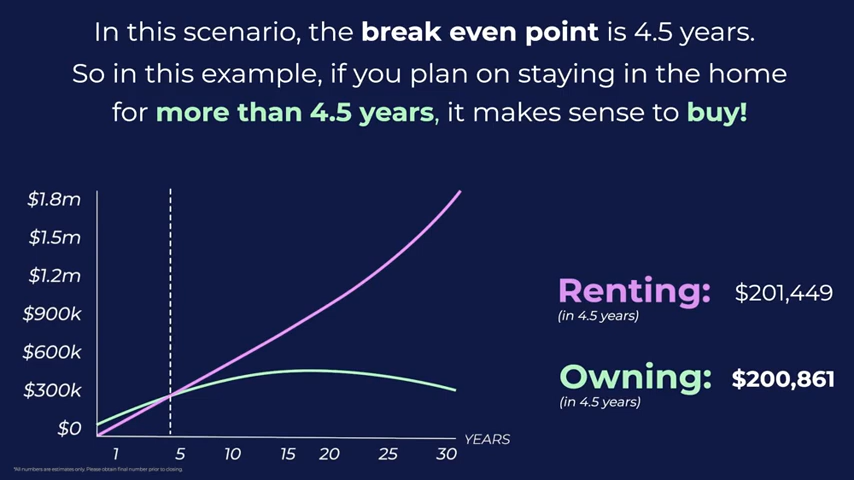 In this scenario, the break even point is 4.5 years.
So in this example, if you plan on staying in the home
for more than 4.5 years, it makes sense to buy!
$1.8m
$1.5m
$1.2m
$900k
$600k
$300k
$0
1 5 10 15 20 25 30 YEARS
Renting: $201,449
(in 4.5 years)
Owning: $200,861
(in 4.5 years)
*All numbers are estimates only. Please obtain final number prior to closing.